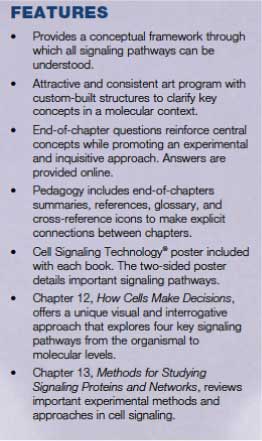 FEATURES
• Provides a conceptual framework through
which all signaling pathways can be
understood.
• Attractive and consistent art program with
custom-built structures to clarify key
concepts in a molecular context.
• End-of-chapter questions reinforce central
concepts while promoting an experimental
and inquisitive approach. Answers are
provided online.
• Pedagogy includes end-of-chapters
summaries, references, glossary, and
cross-reference icons to make explicit
connections between chapters.
• Cell Signaling Technology® poster included
with each book. The two-sided poster
details important signaling pathways.
• Chapter 12, How Cells Make Decisions,
offers a unique visual and interrogative
approach that explores four key signaling
pathways from the organismal to
molecular levels.
• Chapter 13, Methods for Studying
Signaling Proteins and Networks, reviews
important experimental methods and
approaches in cell signaling.